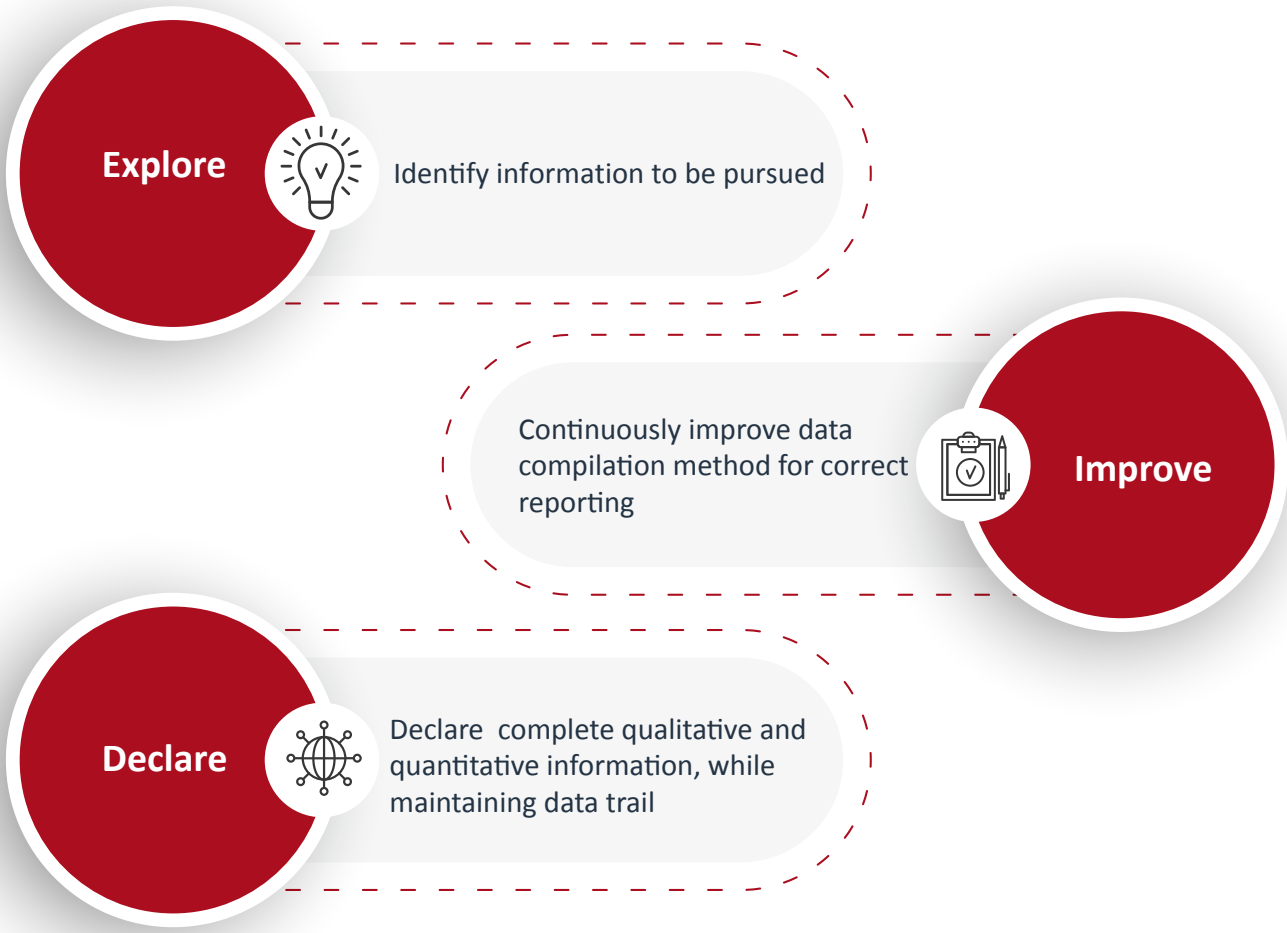 Explore
Identify information to be pursued
Continuously improve data
compilation method for correct
reporting
Improve
Declare
Declare  complete qualitative and
quantitative information, while
maintaining data trail